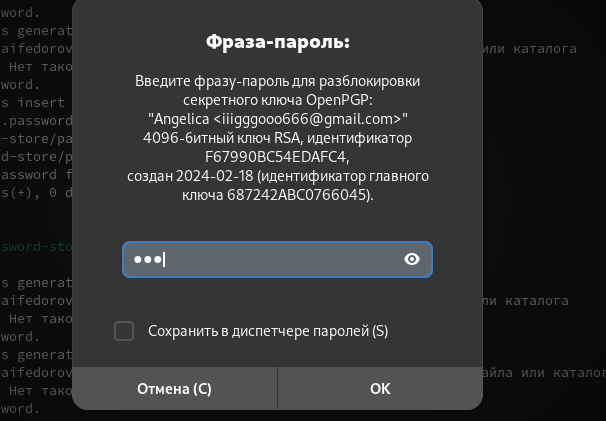 word.
s generat
Фраза-пароль:
aifedorov
или каталога
Нет тако
Введите фразу-пароль для разблокировки
word.
секретного ключа OpenPGP:
s insert
"Angelica <iiigggooo666@gmail.com>"
.password
4096-битный ключ RSA, идентификатор
-store/pa
F67990BC54EDAFC4,
d-store/p
assword f
создан 2024-02-18 (идентификатор главного
s(+), 0 d
ключа 687242ABC0766045).
sword-sto
s generat
aifedorov
ли каталога
Нет тако
Сохранить в диспетчере паролей (S)
word.
s generat
aifedorov
айла или каталог
Нет тако
Отмена (C)
OK
word.